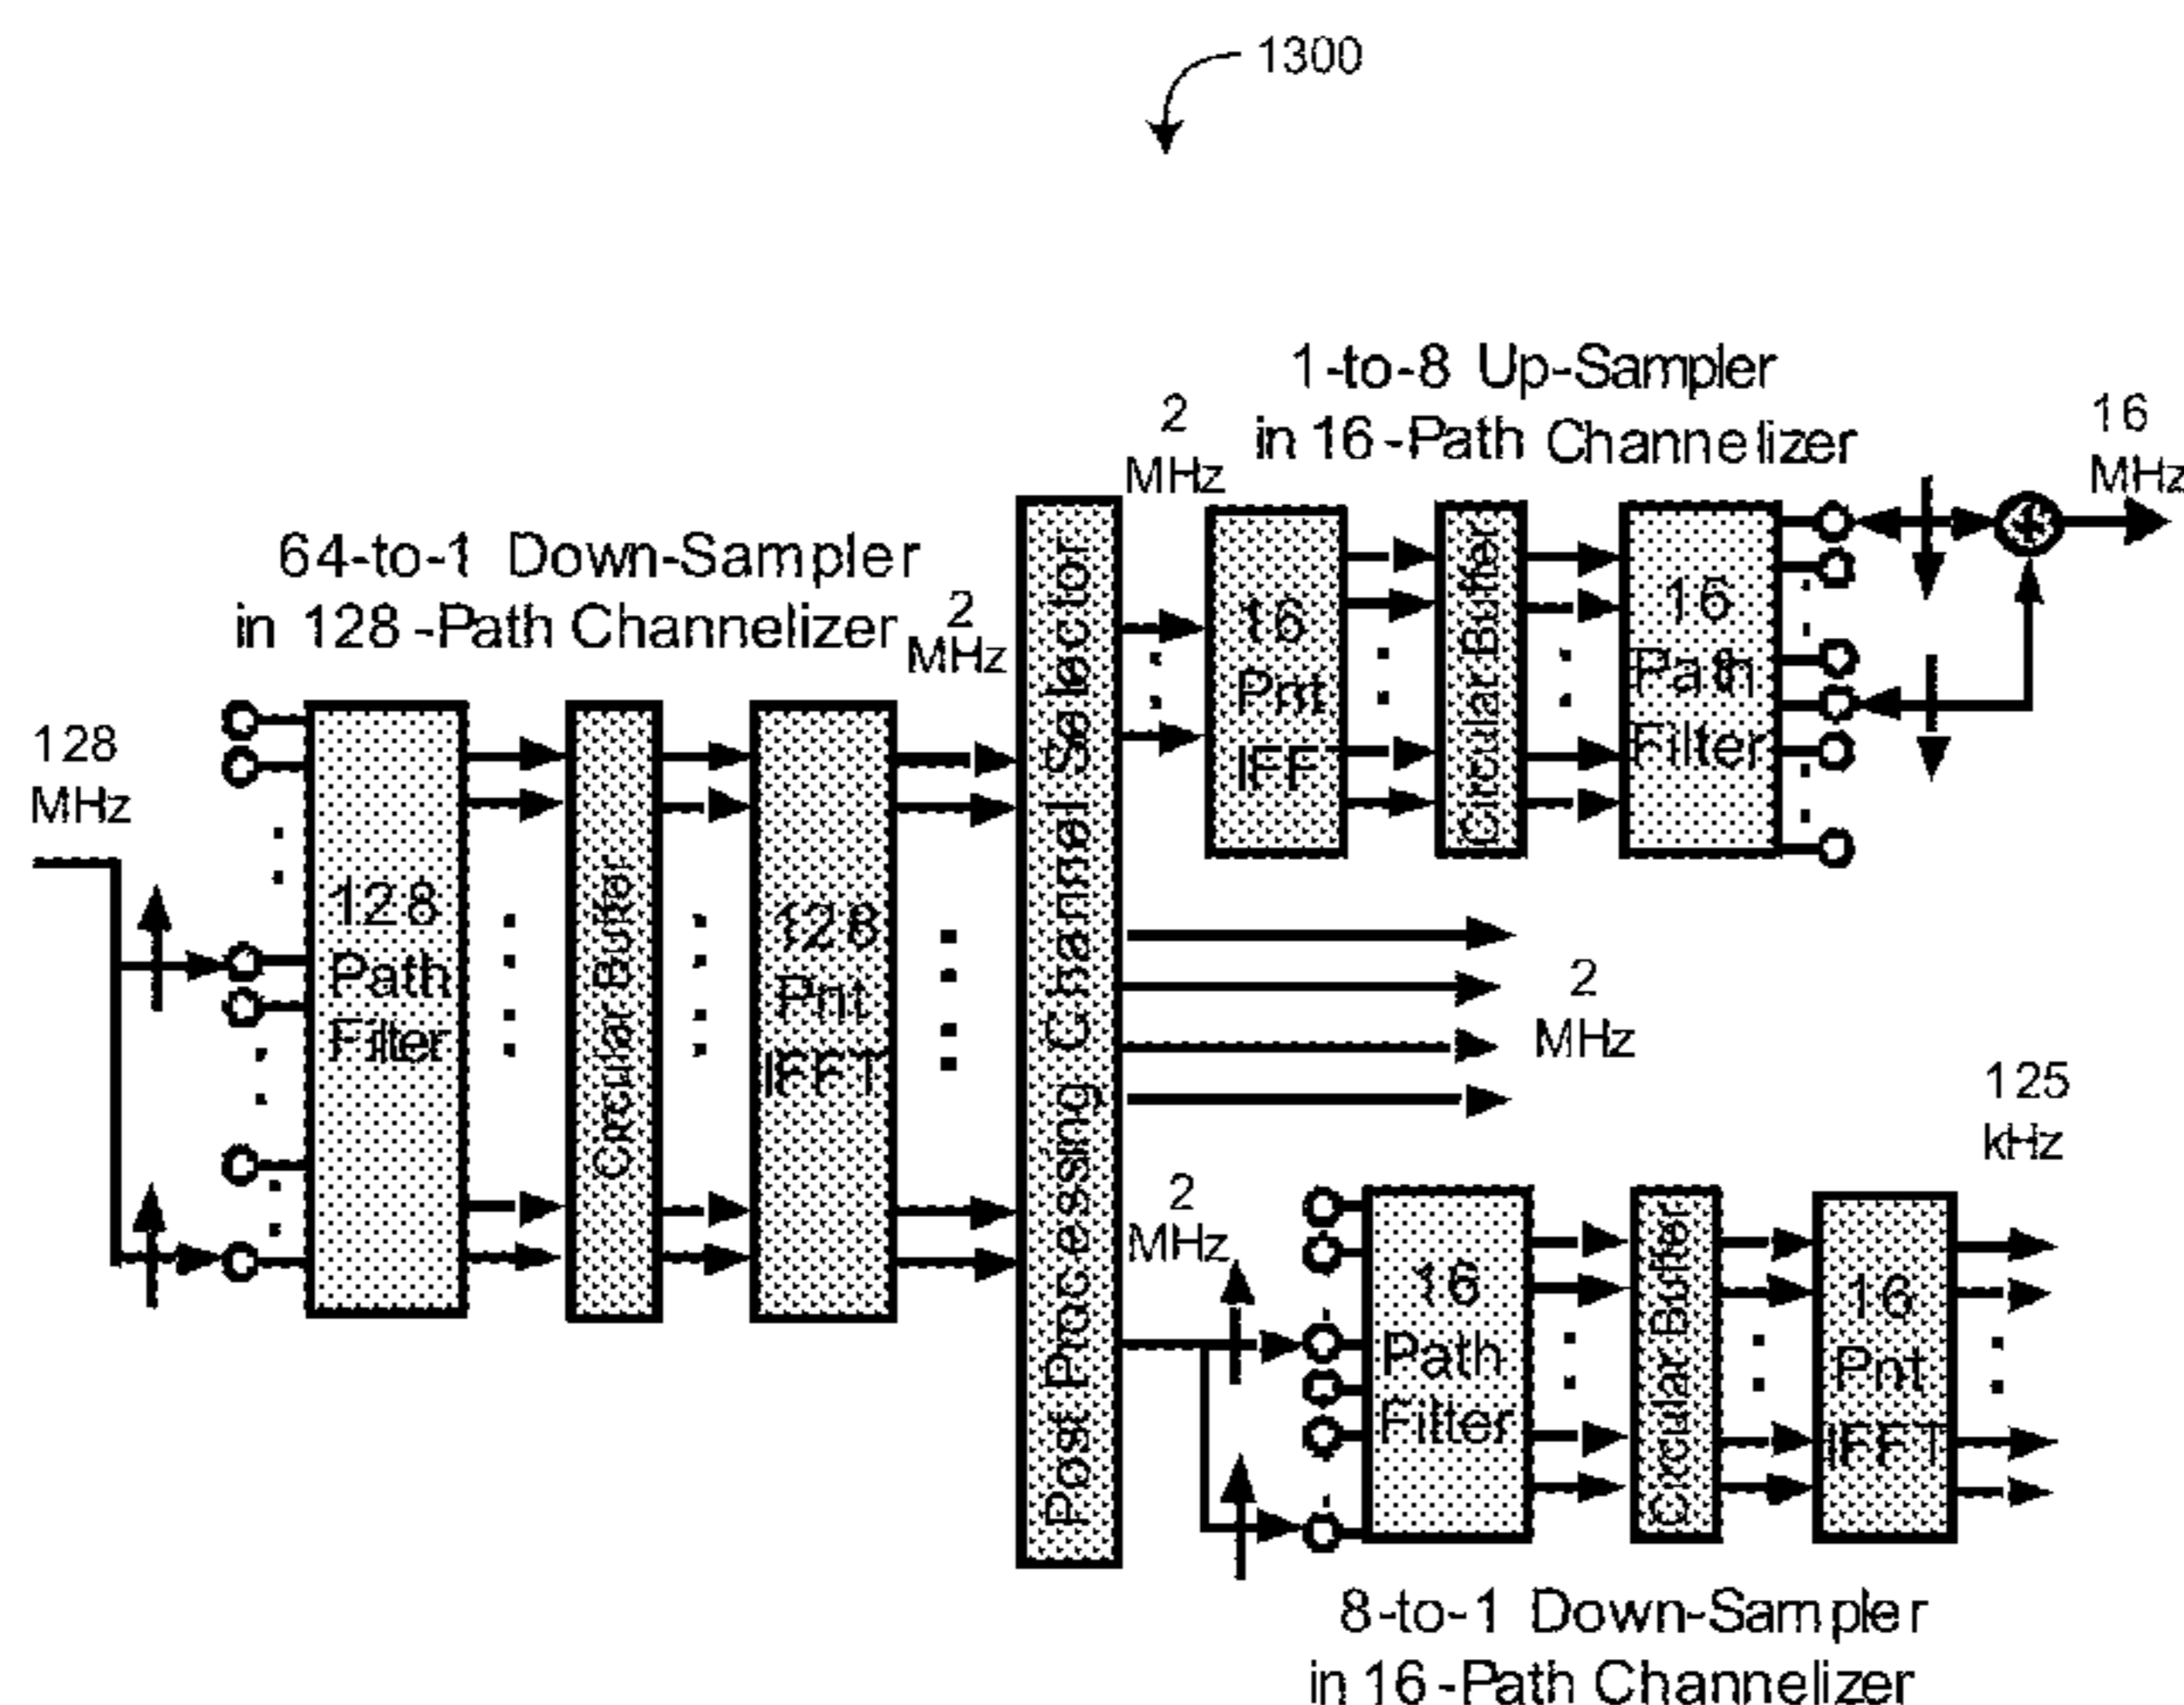 1300
1-to-8 Up-Sampler
in 16-Path Channelizer
2
MHz
16
MHz
64-to-1 Down-Sampler
in 128-Path Channelizer
2
MHz
128
MHz
128
Path
Filter
Circular Buffer
128
Pnt
IFFT
Post Processing Channel Selector
16
Pnt
IFF
Circular Buffer
16
Path
Filter
2
MHz
2
MHz
16
Path
Filter
Circular Buffer
16
Pnt
IFFT
125
kHz
8-to-1 Down-Sampler
in 16-Path Channelizer